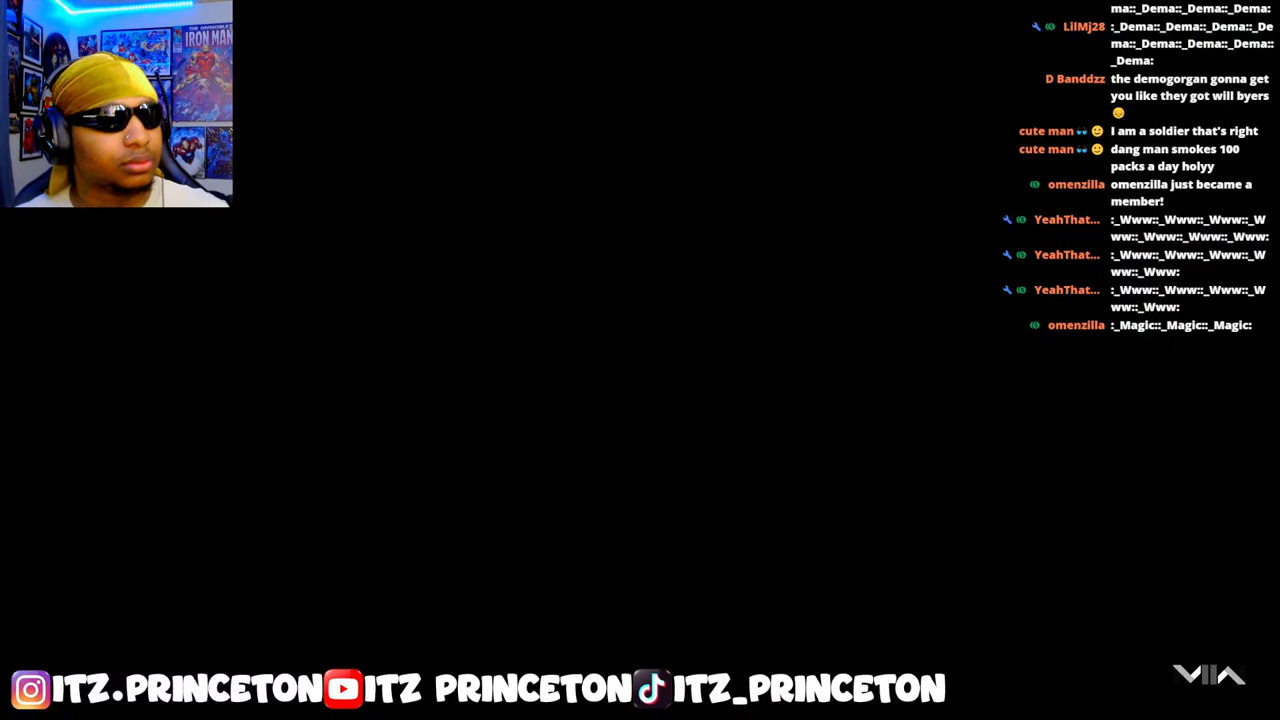 THE INVINCIBLE
IRON MAN
ma::_Dema::_Dema::_Dema:
LilMj28 :_Dema::_Dema::_Dema::_De
ma::_Dema::_Dema::_Dema::
_Dema:
D Banddzz the demogorgan gonna get
you like they got will byers
😔
cute man🕶️🙂 I am a soldier that's right
cute man🕶️🙂 dang man smokes 100
packs a day holyy
omenzilla omenzilla just became a
member!
YeahThat... :_Www::_Www::_Www::_W
ww::_Www::_Www::_Www:
YeahThat... :_Www::_Www::_Www::_W
ww::_Www:
YeahThat... :_Www::_Www::_Www::_W
ww::_Www:
omenzilla :_Magic::_Magic::_Magic:
ITZ.PRINCETON ITZ PRINCETON ITZ_PRINCETON